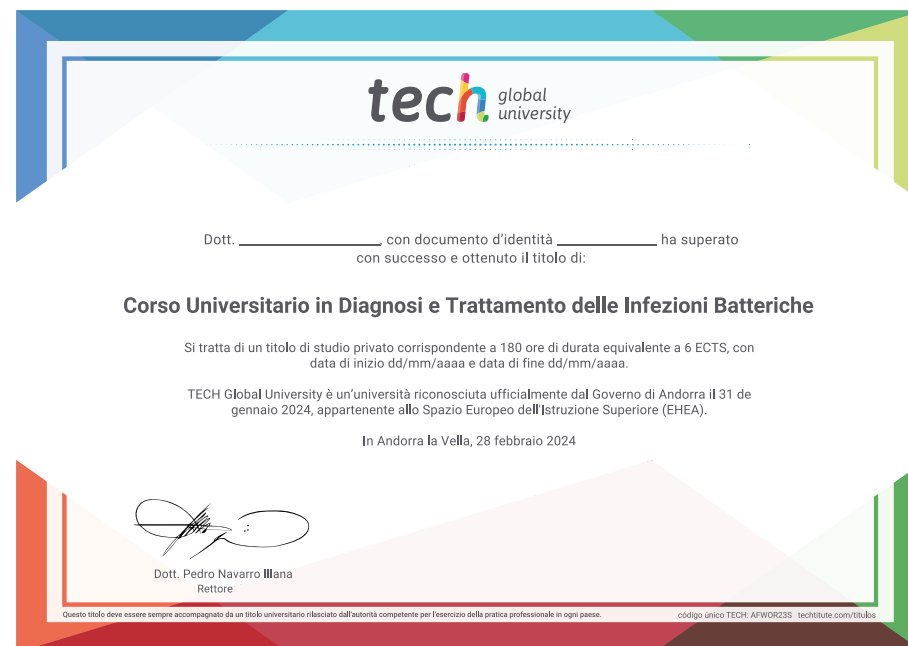 tech global university
Dott. ____________, con documento d'identità ____________ ha superato
con successo e ottenuto il titolo di:
Corso Universitario in Diagnosi e Trattamento delle Infezioni Batteriche
Si tratta di un titolo di studio privato corrispondente a 180 ore di durata equivalente a 6 ECTS, con
data di inizio dd/mm/aaaa e data di fine dd/mm/aaaa.
TECH Global University è un'università riconosciuta ufficialmente dal Governo di Andorra il 31 de
gennaio 2024, appartenente allo Spazio Europeo dell'Istruzione Superiore (EHEA).
In Andorra la Vella, 28 febbraio 2024
Dott. Pedro Navarro Illana
Rettore
Questo titolo deve essere sempre accompagnato da un titolo universitario rilasciato dall'autorità competente per l'esercizio della pratica professionale in ogni paese.
código único TECH: AFWOR23S techtitute.com/titulos